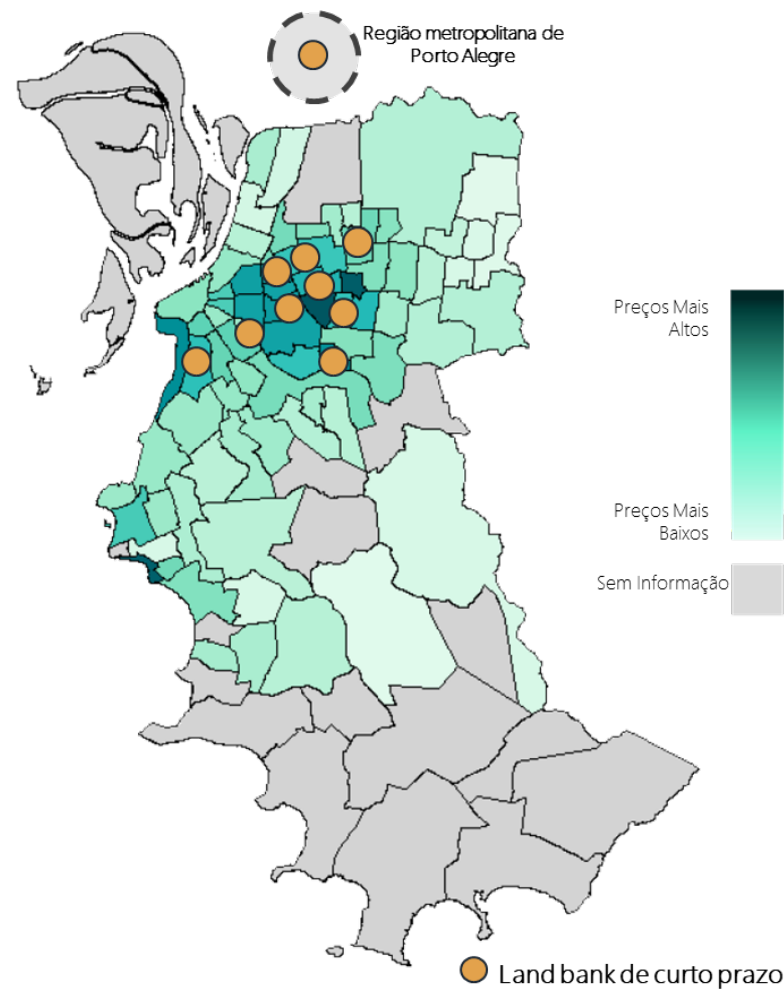 Região metropolitana de
Porto Alegre
Preços Mais
Altos
Preços Mais
Baixos
Sem Informação
Land bank de curto prazo